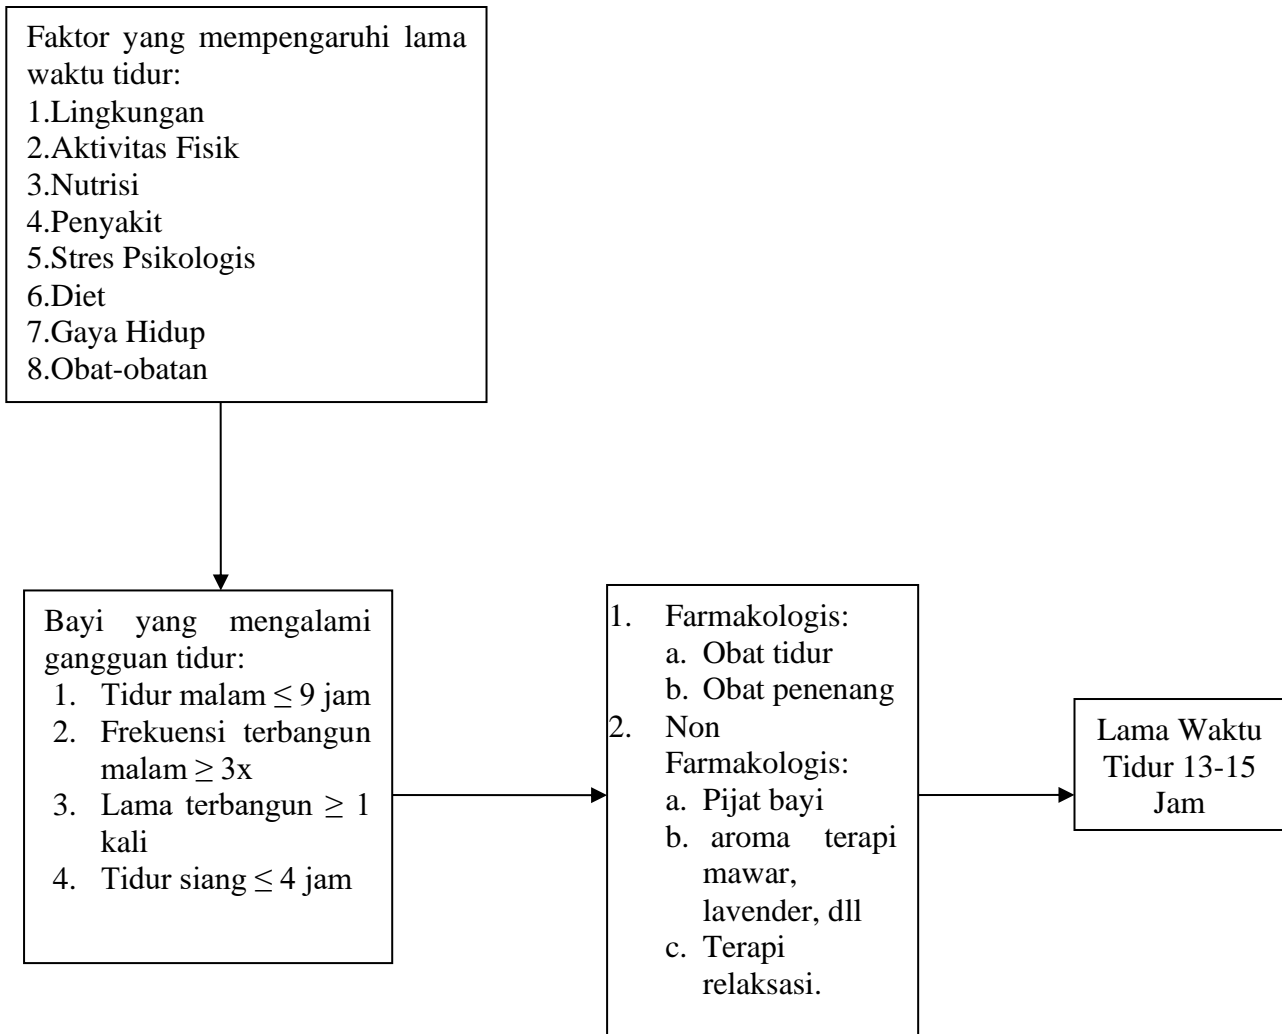 Faktor yang mempengaruhi lama
waktu tidur:
1.Lingkungan
2.Aktivitas Fisik
3.Nutrisi
4.Penyakit
5.Stres Psikologis
6.Diet
7.Gaya Hidup
8.Obat-obatan
Bayi yang mengalami
gangguan tidur:
1. Tidur malam ≤ 9 jam
2. Frekuensi terbangun
malam ≥ 3x
3. Lama terbangun ≥ 1
kali
4. Tidur siang ≤ 4 jam
1. Farmakologis:
a. Obat tidur
b. Obat penenang
2. Non
Farmakologis:
a. Pijat bayi
b. aroma terapi
mawar,
lavender, dll
c. Terapi
relaksasi.
Lama Waktu
Tidur 13-15
Jam